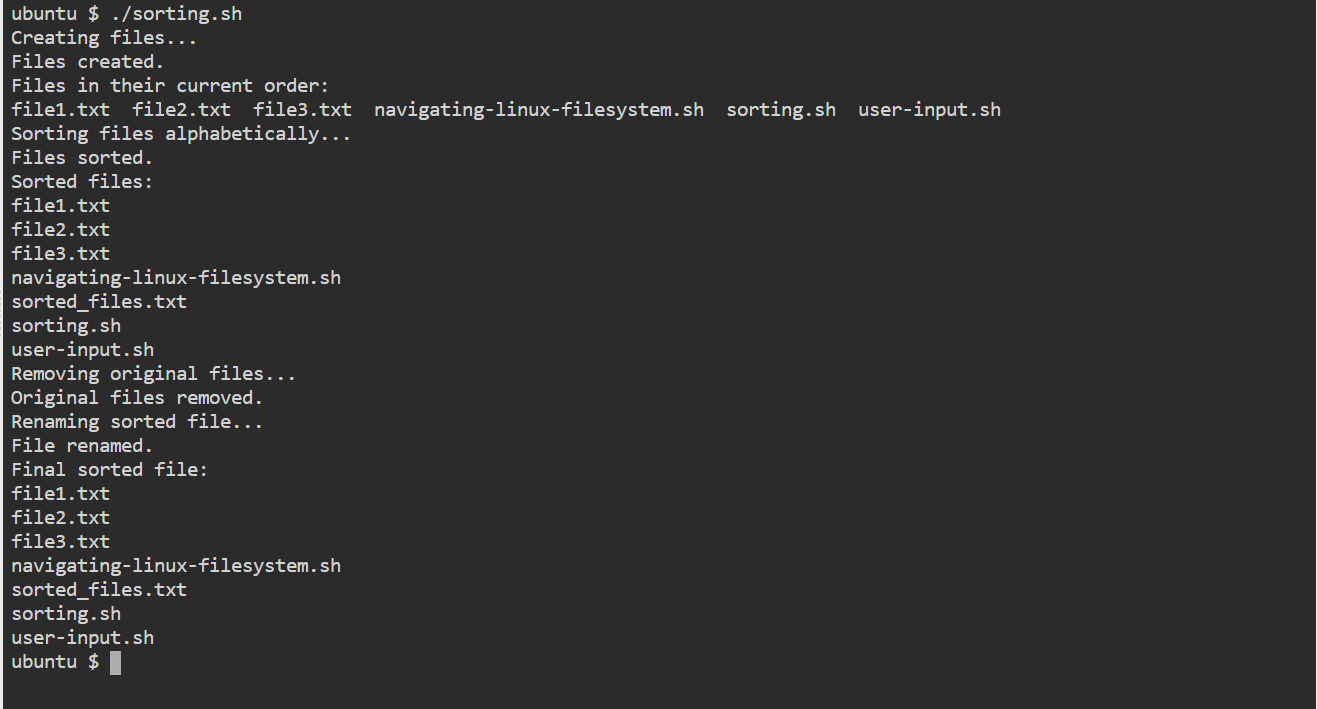 ubuntu $ ./sorting.sh
Creating files...
Files created.
Files in their current order:
file1.txt  file2.txt  file3.txt  navigating-linux-filesystem.sh  sorting.sh  user-input.sh
Sorting files alphabetically...
Files sorted.
Sorted files:
file1.txt
file2.txt
file3.txt
navigating-linux-filesystem.sh
sorted_files.txt
sorting.sh
user-input.sh
Removing original files...
Original files removed.
Renaming sorted file...
File renamed.
Final sorted file:
file1.txt
file2.txt
file3.txt
navigating-linux-filesystem.sh
sorted_files.txt
sorting.sh
user-input.sh
ubuntu $